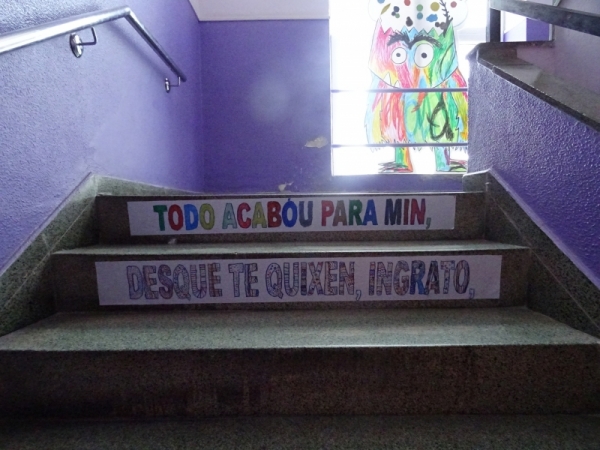 TODO ACABOU PARA MIN,
DESQUE TE QUIXEN, INGRATO,